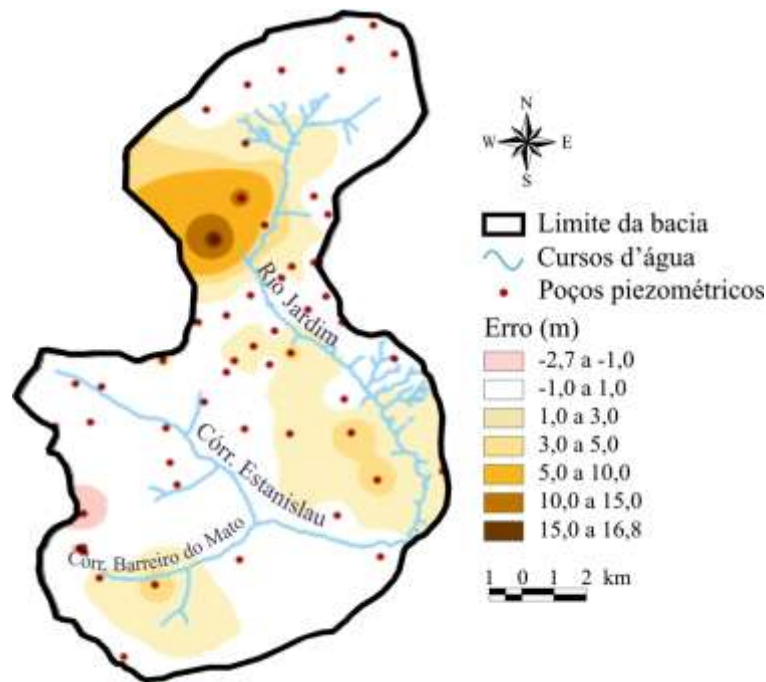 N
W E
S
Limite da bacia
Cursos d'água
Poços piezométricos
Erro (m)
-2,7 a -1,0
-1,0 a 1,0
1,0 a 3,0
3,0 a 5,0
5,0 a 10,0
10,0 a 15,0
15,0 a 16,8
1 0 1 2 km
Rio Jardim
Córr. Estanislau
Córr. Barreiro do Mato